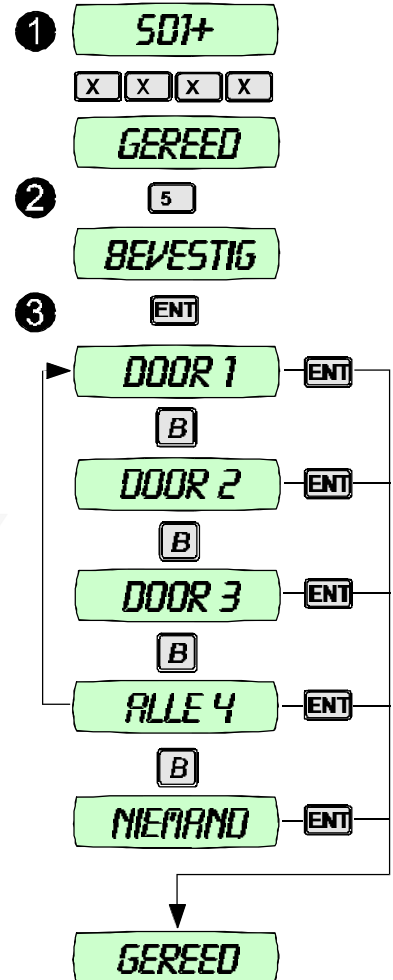 1 S01+
X X X X
GEREED
2 5
BEVESTIG
3 ENT
DOOR 1 ENT
B
DOOR 2 ENT
B
DOOR 3 ENT
B
ALLE 4 ENT
B
NIEMAND ENT
GEREED